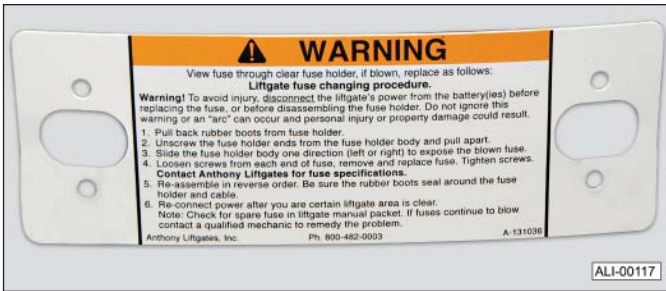 WARNING
View fuse through clear fuse holder, if blown, replace as follows:
Liftgate fuse changing procedure.
Warning! To avoid injury, disconnect the liftgate's power from the battery(ies) before
replacing the fuse, or before disassembling the fuse holder. Do not ignore this
warning or an "arc" can occur and personal injury or property damage could result.
1. Pull back rubber boots from fuse holder.
2. Unscrew the fuse holder ends from the fuse holder body and pull apart.
3. Slide the fuse holder body one direction (left or right) to expose the blown fuse.
4. Loosen screws from each end of fuse, remove and replace fuse. Tighten screws.
Contact Anthony Liftgates for fuse specifications.
5. Re-assemble in reverse order. Be sure the rubber boots seal around the fuse
holder and cable.
6. Re-connect power after you are certain liftgate area is clear.
Note: Check for spare fuse in liftgate manual packet. If fuses continue to blow
contact a qualified mechanic to remedy the problem.
Anthony Liftgates, Inc. Ph. 800-482-0003 A-131036
ALI-00117